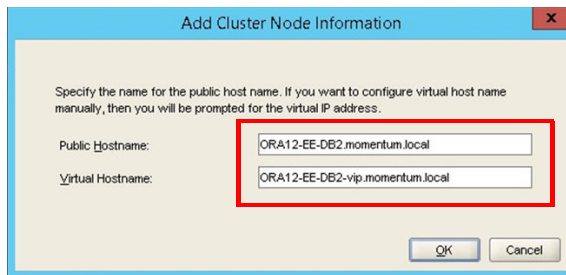 Add Cluster Node Information
x
Specify the name for the public host name. If you want to configure virtual host name
manually, then you will be prompted for the virtual IP address.
Public Hostname: ORA12-EE-DB2.momentum.local
Virtual Hostname: ORA12-EE-DB2-vip.momentum.local
OK Cancel